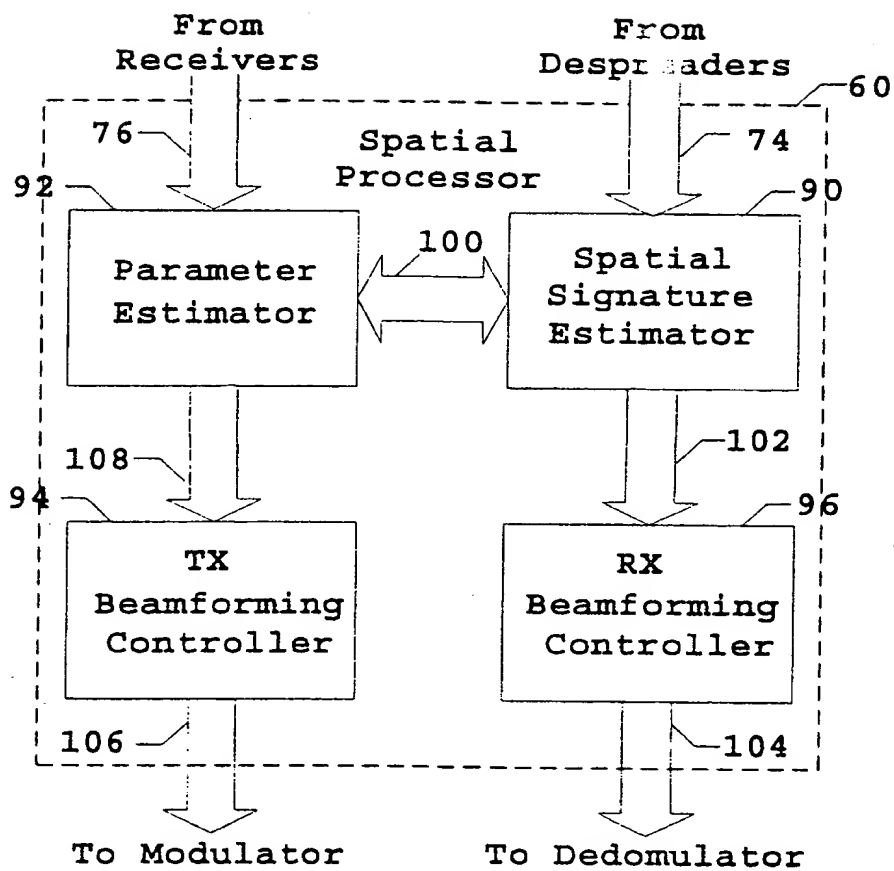 From
Receivers
From
Despreaders
60
76
Spatial
Processor
74
92
90
Parameter
Estimator
100
Spatial
Signature
Estimator
108
102
94
96
TX
Beamforming
Controller
RX
Beamforming
Controller
106
104
To Modulator
To Dedomulator